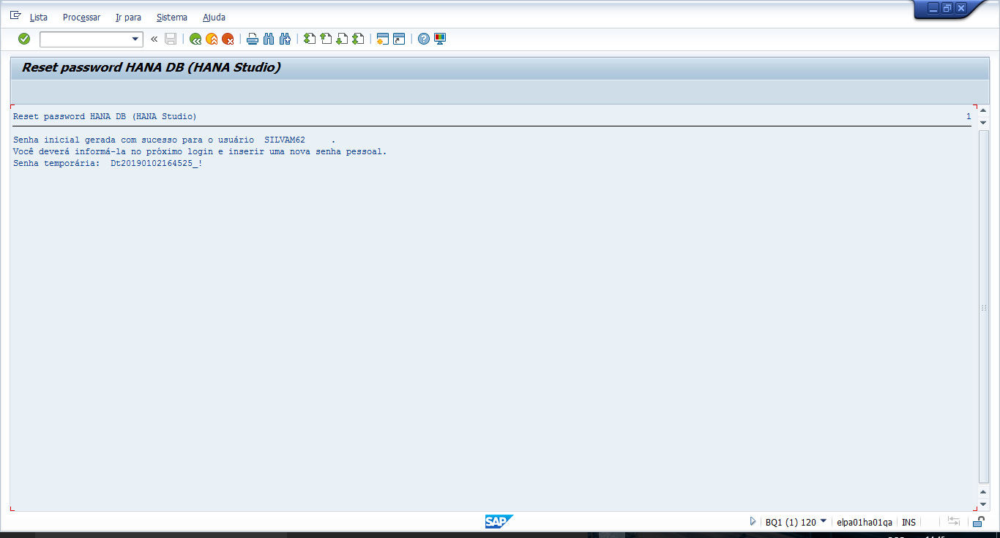 Lista Processar Ir para Sistema Ajuda
Reset password HANA DB (HANA Studio)
Reset password HANA DB (HANA Studio) 1
Senha inicial gerada com sucesso para o usuário SILVAM62 .
Você deverá informá-la no próximo login e inserir uma nova senha pessoal.
Senha temporária: Dt20190102164525_!
SAP BQ1 (1) 120 elpa01ha01qa INS